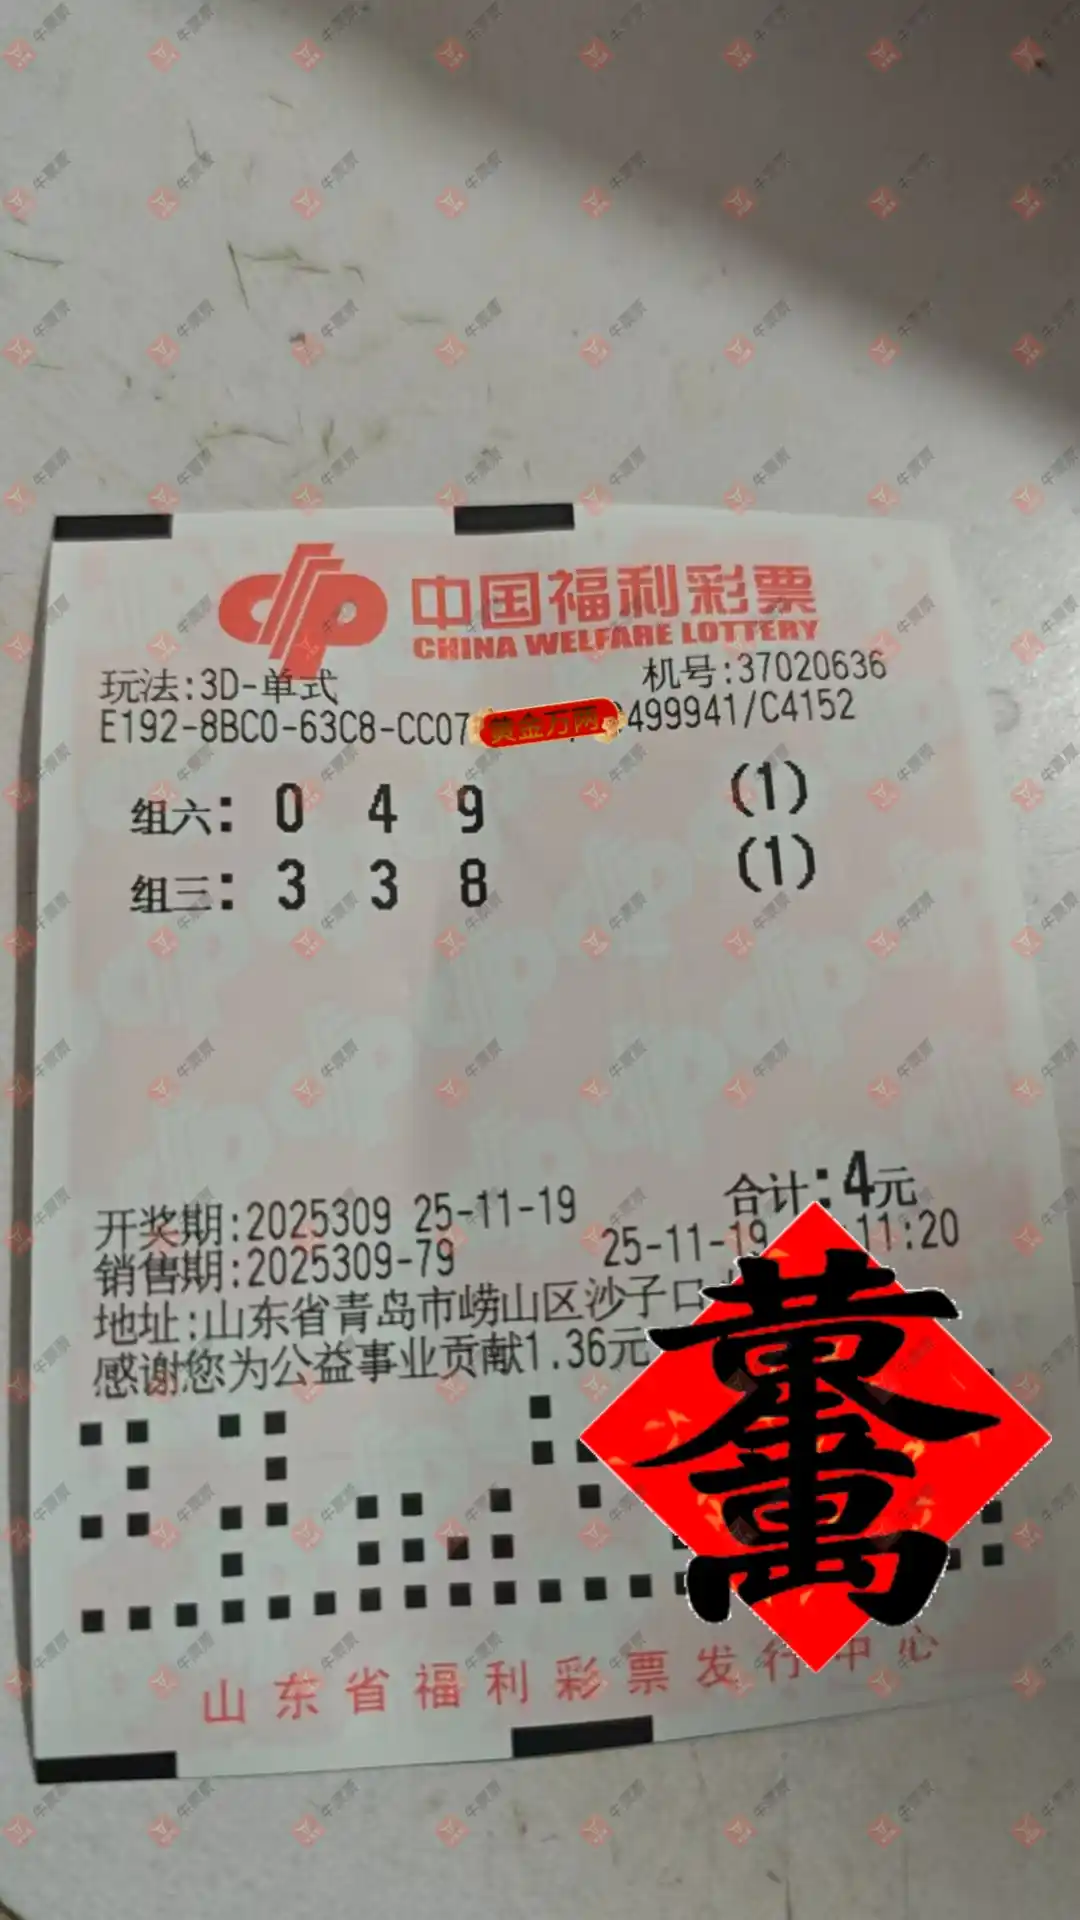 中国福利彩票
CHINA WELFARE LOTTERY
玩法:3D-单式 机号:37020636
E192-8BC0-63C8-CC07 黄金万两 499941/C4152
组六: 0 4 9 (1)
组三: 3 3 8 (1)
合计:4元
开奖期:2025309 25-11-19
销售期:2025309-79 25-11-19 11:20
地址:山东省青岛市崂山区沙子口
感谢您为公益事业贡献1.36元
山东省福利彩票发行中心
牛票票